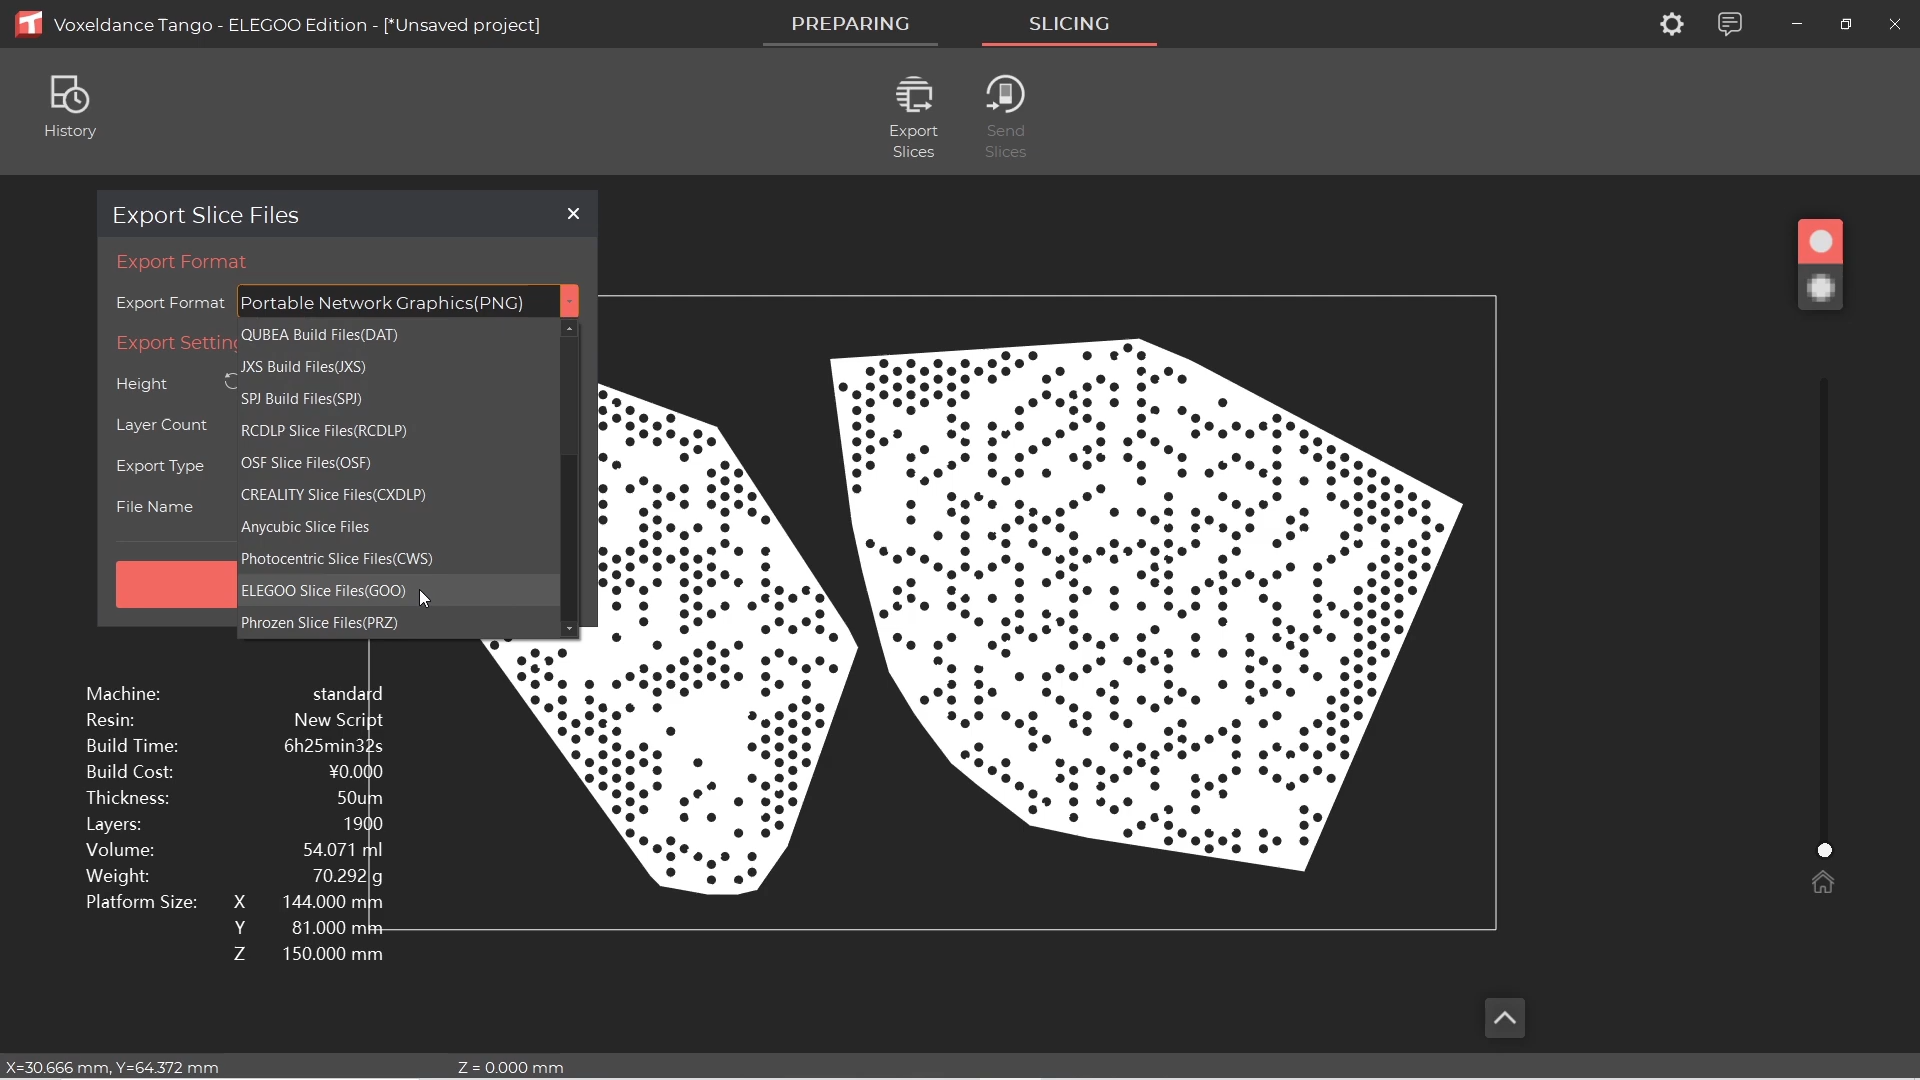 Voxeldance Tango - ELEGOO Edition - [*Unsaved project]
PREPARING
SLICING
History
Export
Slices
Send
Slices
Export Slice Files
Export Format
Export Format
Portable Network Graphics(PNG)
QUBEA Build Files(DAT)
Export Setting
JXS Build Files(JXS)
Height
SPJ Build Files(SPJ)
Layer Count
RCDLP Slice Files(RCDLP)
Export Type
OSF Slice Files(OSF)
CREALITY Slice Files(CXDLP)
File Name
Anycubic Slice Files
Photocentric Slice Files(CWS)
ELEGOO Slice Files(GOO)
Phrozen Slice Files(PRZ)
Machine: standard
Resin: New Script
Build Time: 6h25min32s
Build Cost: ¥0.000
Thickness: 50um
Layers: 1900
Volume: 54.071 ml
Weight: 70.292 g
Platform Size: X 144.000 mm
Y 81.000 mm
Z 150.000 mm
X=30.666 mm, Y=64.372 mm
Z = 0.000 mm